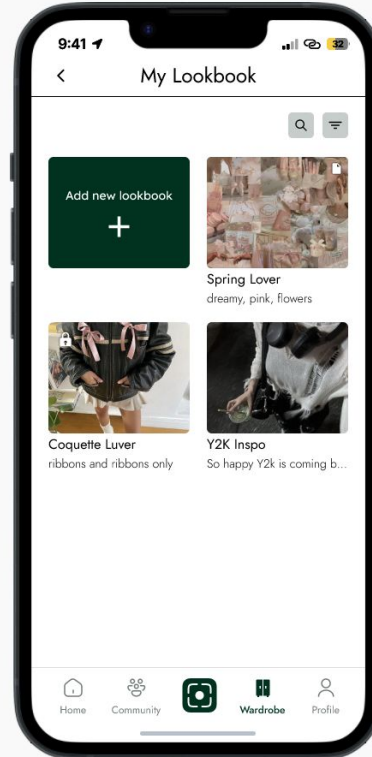 9:41
32
My Lookbook
Add new lookbook
Spring Lover
dreamy, pink, flowers
Coquette Luver
ribbons and ribbons only
Y2K Inspo
So happy Y2k is coming b...
Home
Community
Wardrobe
Profile